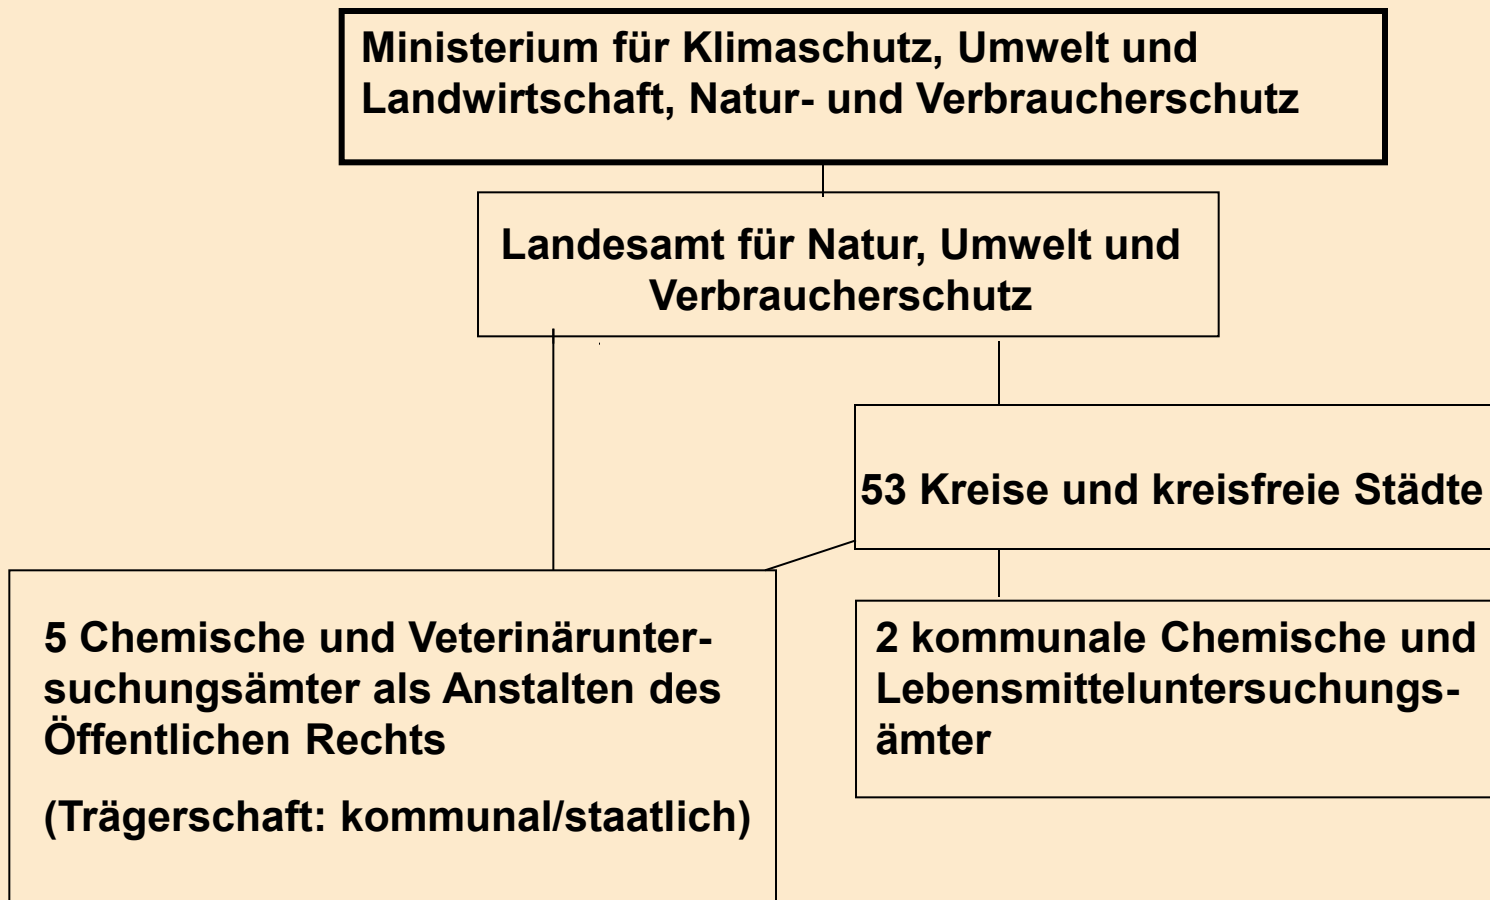 Ministerium für Klimaschutz, Umwelt und
Landwirtschaft, Natur- und Verbraucherschutz
Landesamt für Natur, Umwelt und
Verbraucherschutz
53 Kreise und kreisfreie Städte
5 Chemische und Veterinärunter-
suchungsämter als Anstalten des
Öffentlichen Rechts
(Trägerschaft: kommunal/staatlich)
2 kommunale Chemische und
Lebensmitteluntersuchungs-
ämter